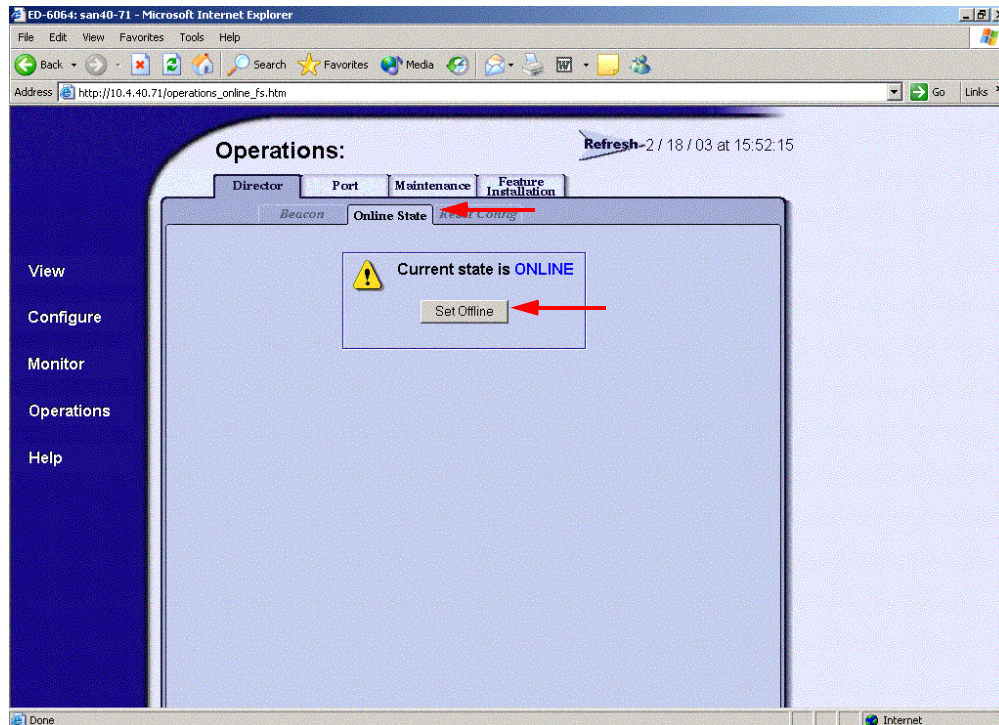 ED-6064: san40-71 - Microsoft Internet Explorer
File Edit View Favorites Tools Help
Back Search Favorites Media
Address http://10.4.40.71/operations_online_fs.htm Go Links
Operations:
Refresh-2 / 18 / 03 at 15:52:15
Director Port Maintenance Feature Installation
Beacon Online State Config
Current state is ONLINE
Set Offline
View
Configure
Monitor
Operations
Help
Done Internet